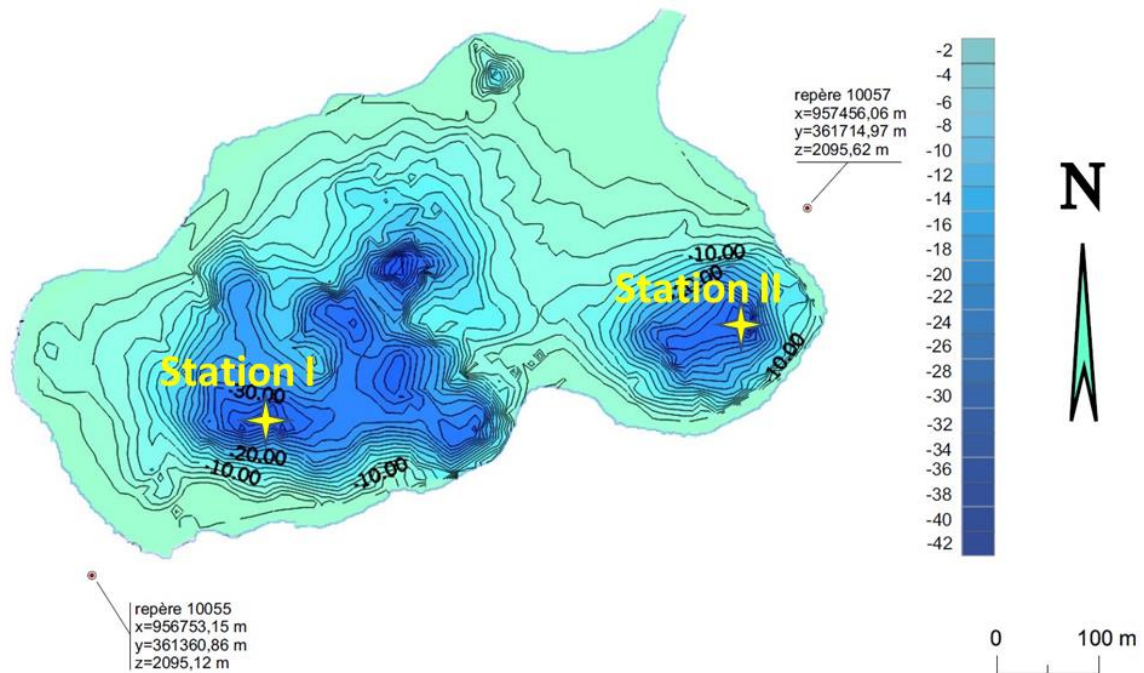 repère 10057
x=957456,06 m
y=361714,97 m
z=2095,62 m
N
-10.00
Station II
-10.00
Station I
-30.00
-20.00
-10.00
-10.00
repère 10055
x=956753,15 m
y=361360,86 m
z=2095,12 m
-2
-4
-6
-8
-10
-12
-14
-16
-18
-20
-22
-24
-26
-28
-30
-32
-34
-36
-38
-40
-42
0 100 m